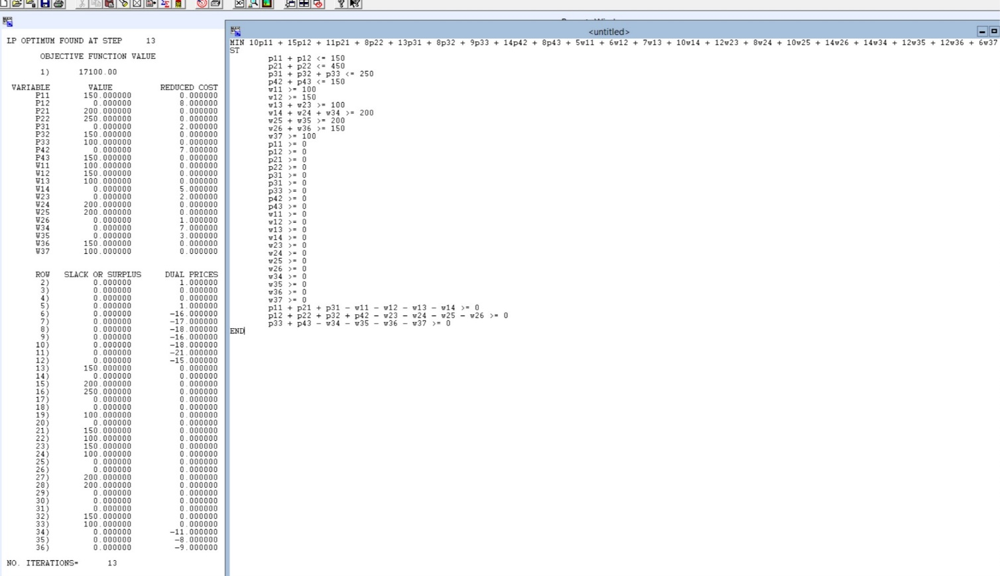 LP OPTIMUM FOUND AT STEP 13
OBJECTIVE FUNCTION VALUE
1) 17100.00
VARIABLE VALUE REDUCED COST
P11 150.000000 0.000000
P12 0.000000 8.000000
P21 200.000000 0.000000
P22 250.000000 0.000000
P31 0.000000 2.000000
P32 150.000000 0.000000
P33 100.000000 0.000000
P42 0.000000 7.000000
P43 150.000000 0.000000
W11 100.000000 0.000000
W12 150.000000 0.000000
W13 100.000000 0.000000
W14 0.000000 5.000000
W23 0.000000 2.000000
W24 200.000000 0.000000
W25 200.000000 0.000000
W26 0.000000 1.000000
W34 0.000000 7.000000
W35 0.000000 3.000000
W36 150.000000 0.000000
W37 100.000000 0.000000
ROW SLACK OR SURPLUS DUAL PRICES
2) 0.000000 1.000000
3) 0.000000 0.000000
4) 0.000000 0.000000
5) 0.000000 1.000000
6) 0.000000 -16.000000
7) 0.000000 -17.000000
8) 0.000000 -18.000000
9) 0.000000 -16.000000
10) 0.000000 -18.000000
11) 0.000000 -21.000000
12) 0.000000 -15.000000
13) 150.000000 0.000000
14) 0.000000 0.000000
15) 200.000000 0.000000
16) 250.000000 0.000000
17) 0.000000 0.000000
18) 0.000000 0.000000
19) 100.000000 0.000000
20) 0.000000 0.000000
21) 150.000000 0.000000
22) 100.000000 0.000000
23) 150.000000 0.000000
24) 100.000000 0.000000
25) 0.000000 0.000000
26) 0.000000 0.000000
27) 200.000000 0.000000
28) 200.000000 0.000000
29) 0.000000 0.000000
30) 0.000000 0.000000
31) 0.000000 0.000000
32) 150.000000 0.000000
33) 100.000000 0.000000
34) 0.000000 -11.000000
35) 0.000000 -8.000000
36) 0.000000 -9.000000
NO. ITERATIONS= 13
<untitled>
MIN 10p11 + 15p12 + 11p21 + 8p22 + 13p31 + 8p32 + 9p33 + 14p42 + 8p43 + 5w11 + 6w12 + 7w13 + 10w14 + 12w23 + 8w24 + 10w25 + 14w26 + 14w34 + 12w35 + 12w36 + 6w37
ST
p11 + p12 <= 150
p21 + p22 <= 450
p31 + p32 + p33 <= 250
p42 + p43 <= 150
w11 >= 100
w12 >= 150
w13 + w23 >= 100
w14 + w24 + w34 >= 200
w25 + w35 >= 200
w26 + w36 >= 150
w37 >= 100
p11 >= 0
p12 >= 0
p21 >= 0
p22 >= 0
p31 >= 0
p31 >= 0
p33 >= 0
p42 >= 0
p43 >= 0
w11 >= 0
w12 >= 0
w13 >= 0
w14 >= 0
w23 >= 0
w24 >= 0
w25 >= 0
w26 >= 0
w34 >= 0
w35 >= 0
w36 >= 0
w37 >= 0
p11 + p21 + p31 - w11 - w12 - w13 - w14 >= 0
p12 + p22 + p32 + p42 - w23 - w24 - w25 - w26 >= 0
p33 + p43 - w34 - w35 - w36 - w37 >= 0
END